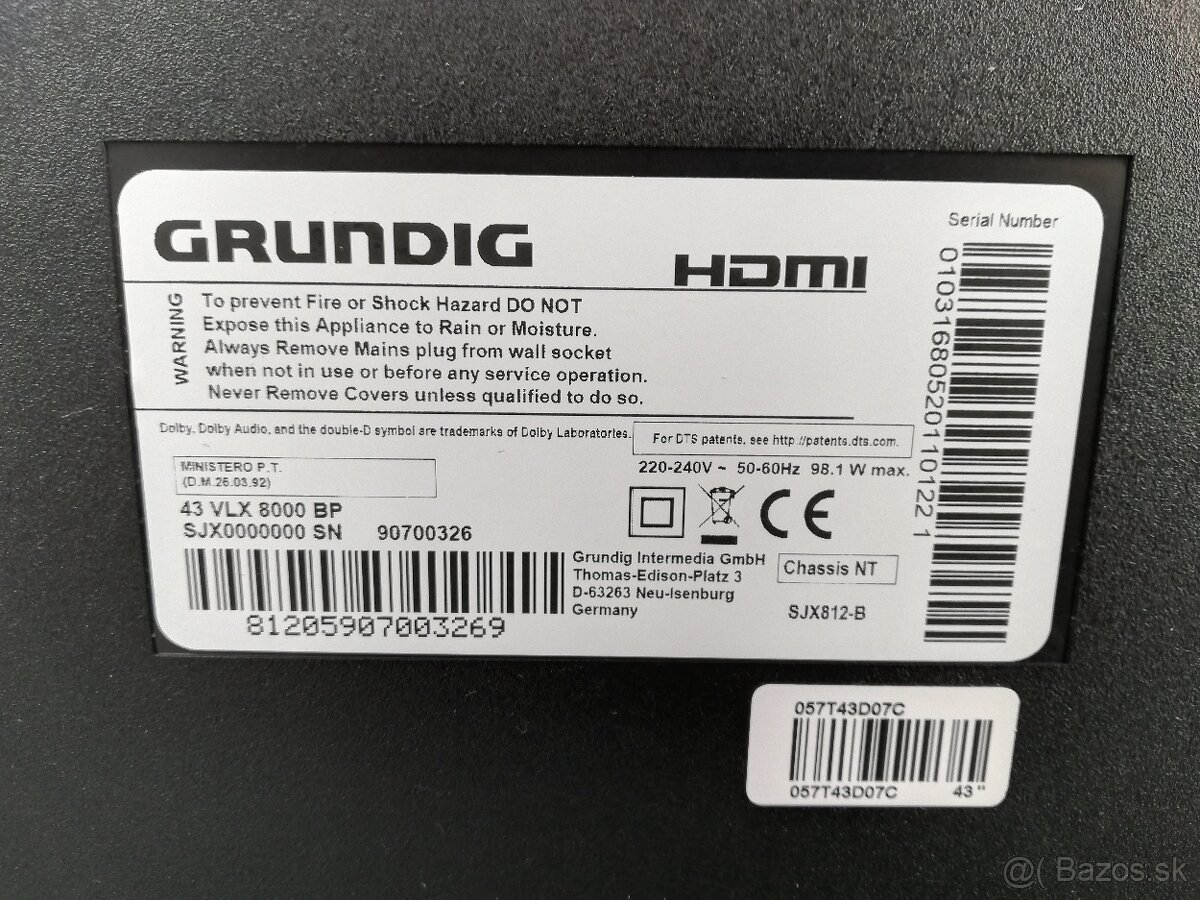 GRUNDIG
HDMI
Serial Number
WARNING
To prevent Fire or Shock Hazard DO NOT
Expose this Appliance to Rain or Moisture.
Always Remove Mains plug from wall socket
when not in use or before any service operation.
Never Remove Covers unless qualified to do so.
010316805201101221
Dolby, Dolby Audio, and the double-D symbol are trademarks of Dolby Laboratories.
For DTS patents, see http://patents.dts.com.
MINISTERO P.T.
(D.M.26.03.92)
220-240V ~ 50-60Hz 98.1 W max.
43 VLX 8000 BP
SJX0000000 SN 90700326
CE
81205907003269
Grundig Intermedia GmbH
Thomas-Edison-Platz 3
D-63263 Neu-Isenburg
Germany
Chassis NT
SJX812-B
057T43D07C
057T43D07C 43"
@( Bazos.sk